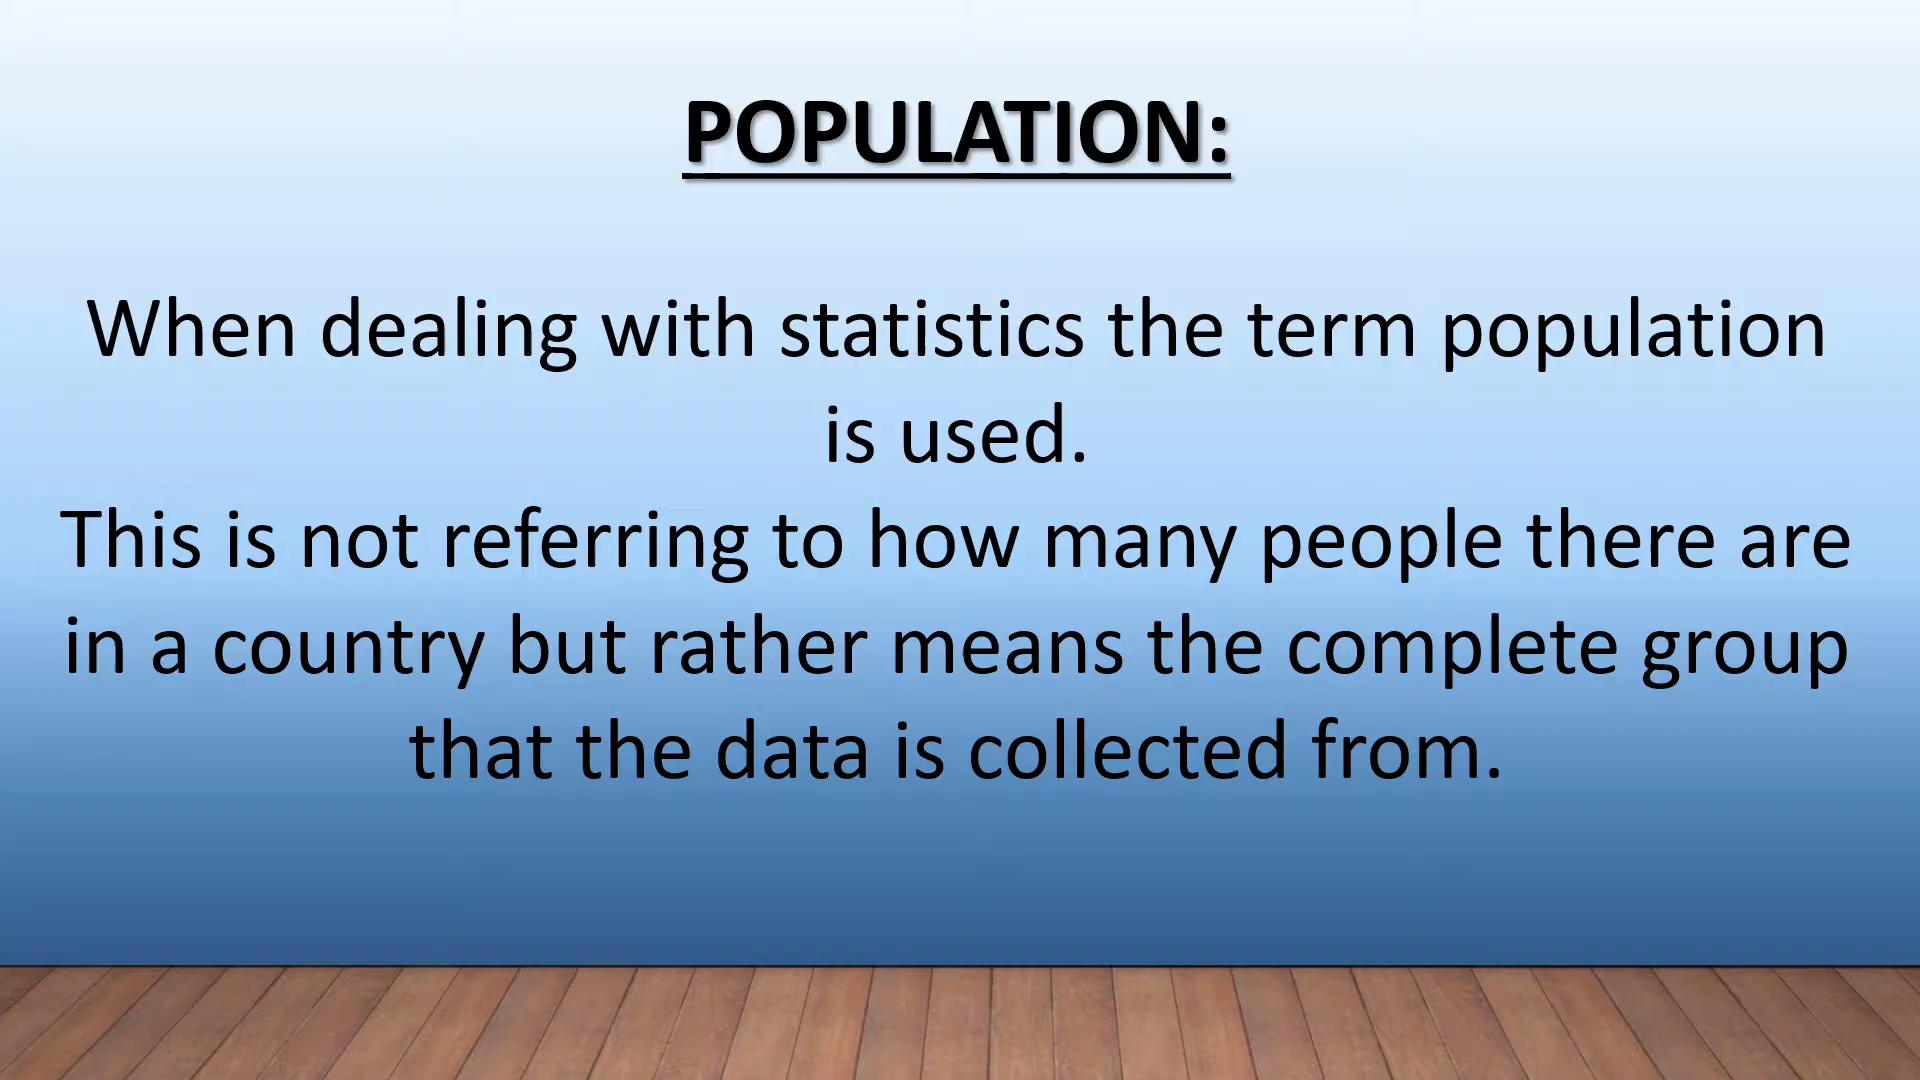 POPULATION:
When dealing with statistics the term population
is used.
This is not referring to how many people there are
in a country but rather means the complete group
that the data is collected from.